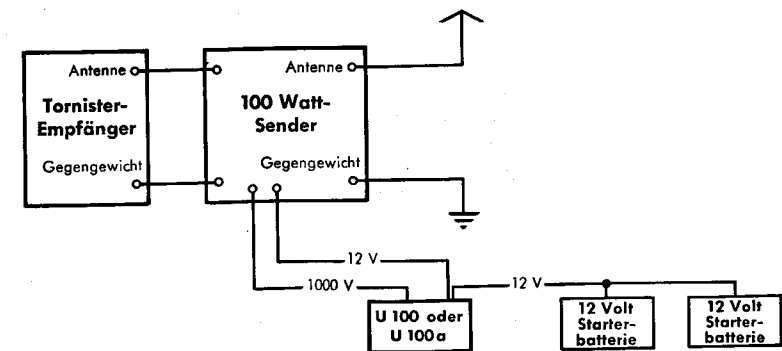 Antenne
Tornister-
Empfänger
Gegengewicht
Antenne
100 Watt-
Sender
Gegengewicht
12 V
1000 V
12 V
U 100 oder
U 100a
12 Volt
Starter-
batterie
12 Volt
Starter-
batterie